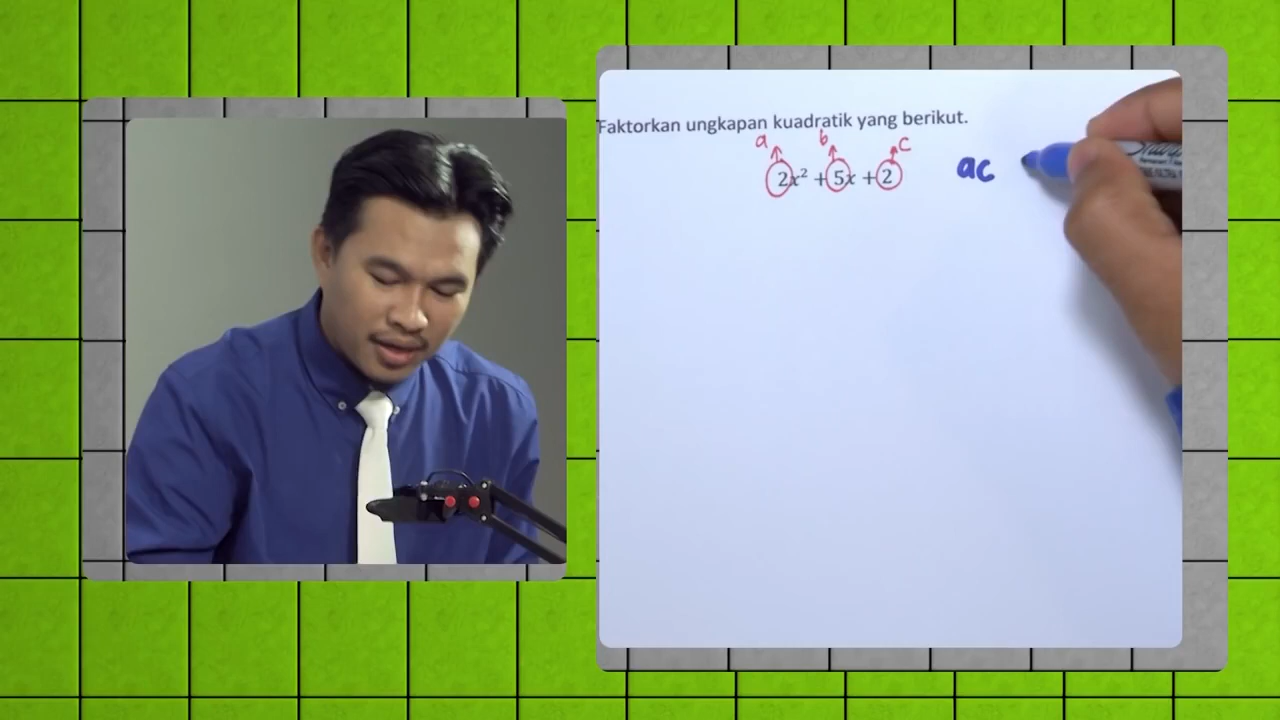 Faktorkan ungkapan kuadratik yang berikut.
a b c
2x² + 5x + 2
ac